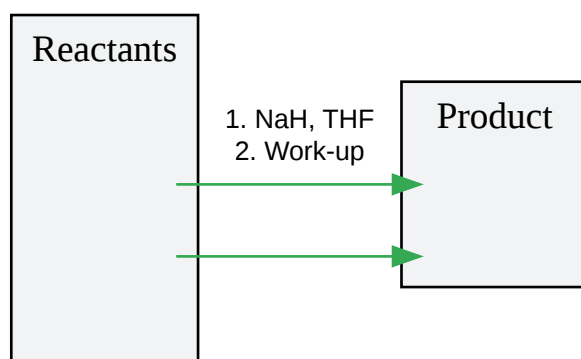 Reactants
1. NaH, THF
2. Work-up
Product